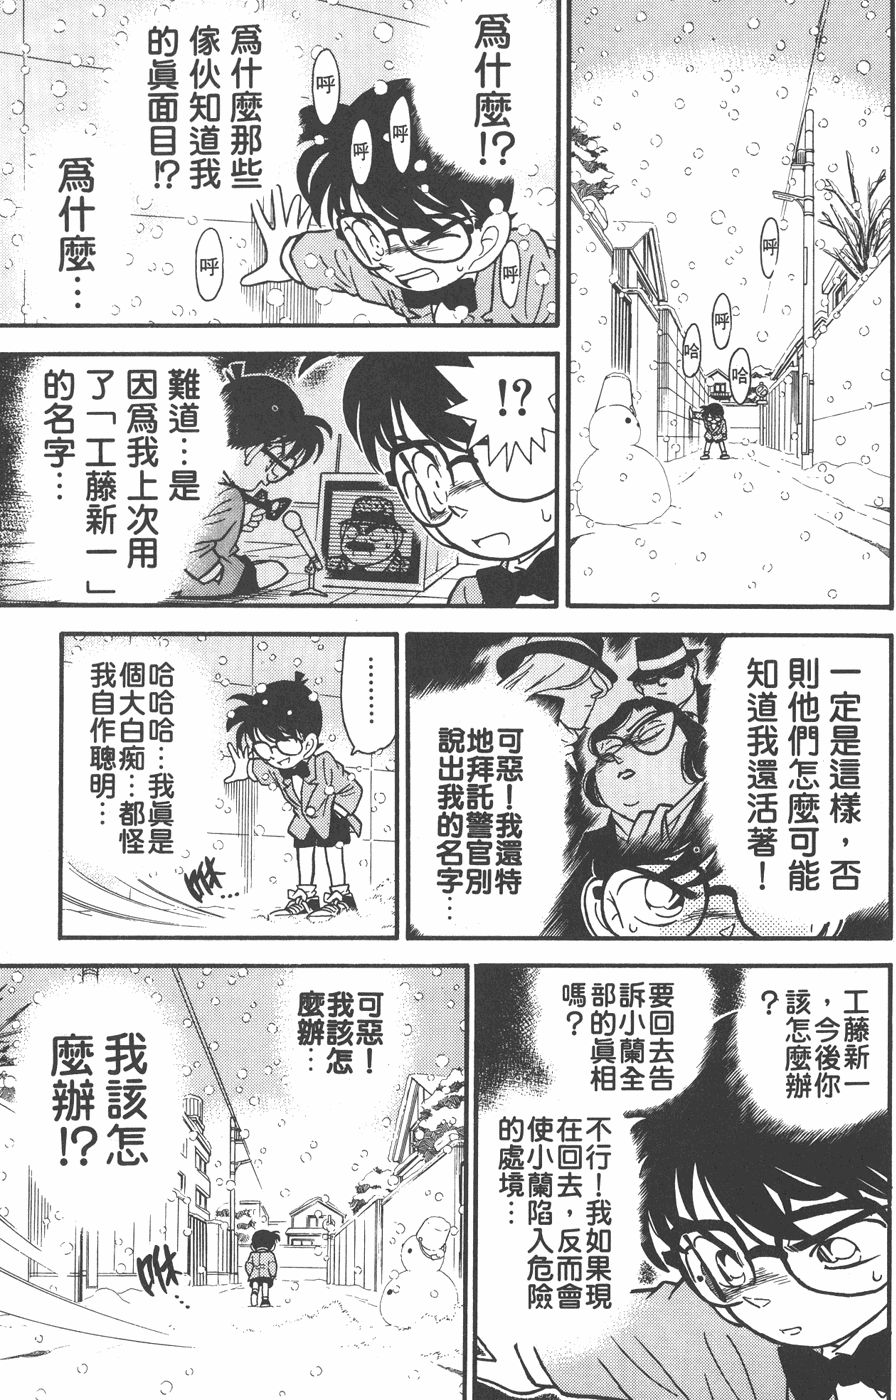 呼
呼
哈
哈
爲什麼!?
呼
呼
呼
呼
呼
爲什麼那些
傢伙知道我
的眞面目!?
爲什麼…
!?
難道…是
因爲我上次用
了「工藤新一」
的名字…
一定是這樣，否
則他們怎麼可能
知道我還活著！
可惡！我還特
地拜託警官別
說出我的名字…
………
哈哈哈…我眞是
個大白痴…都怪
我自作聰明…
咻…
工藤新一
，今後你
該怎麼辦
？
要回去告
訴小蘭全
部的眞相
嗎？
不行！我如果現
在回去，反而會
使小蘭陷入危險
的處境…
可惡！
我該怎
麼辦…
我該怎
麼辦!?
咻…